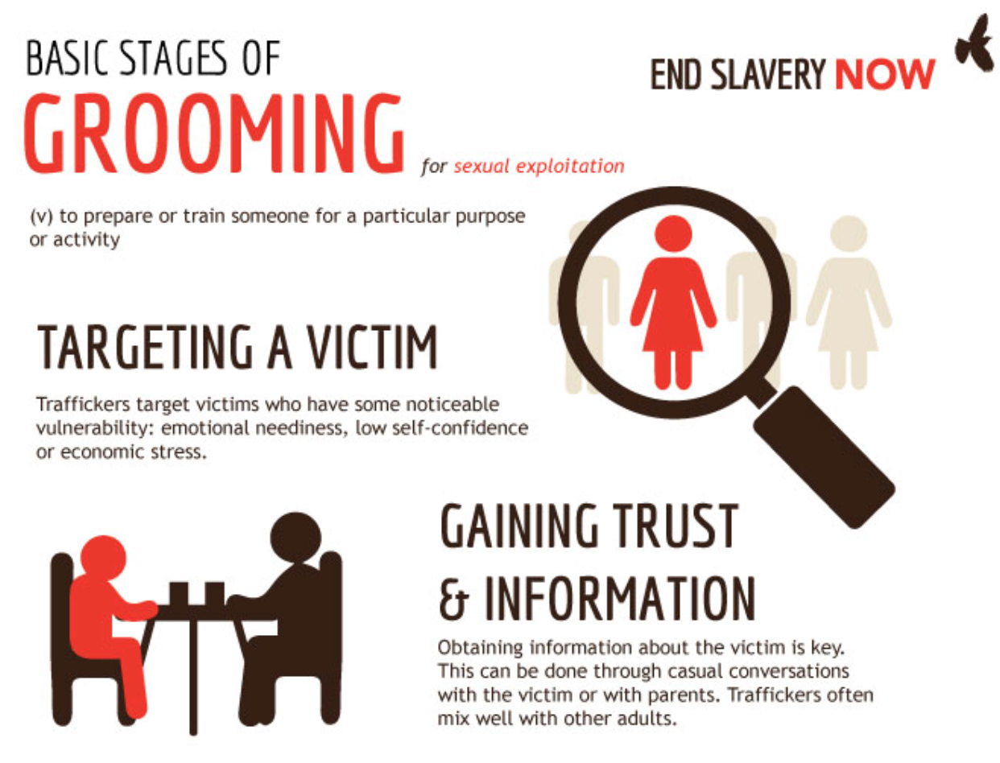 BASIC STAGES OF
GROOMING
for sexual exploitation
END SLAVERY NOW
(v) to prepare or train someone for a particular purpose
or activity
TARGETING A VICTIM
Traffickers target victims who have some noticeable
vulnerability: emotional neediness, low self-confidence
or economic stress.
GAINING TRUST
& INFORMATION
Obtaining information about the victim is key.
This can be done through casual conversations
with the victim or with parents. Traffickers often
mix well with other adults.